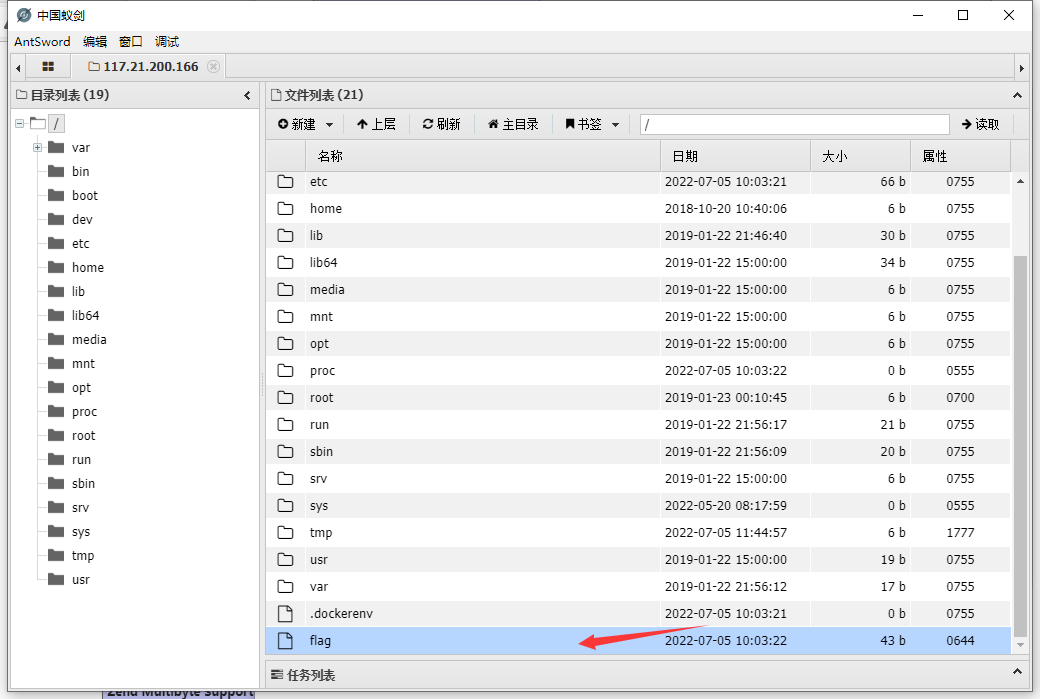 中国蚁剑
AntSword 编辑 窗口 调试
117.21.200.166
目录列表 (19)
/
var
bin
boot
dev
etc
home
lib
lib64
media
mnt
opt
proc
root
run
sbin
srv
sys
tmp
usr
文件列表 (21)
新建 上层 刷新 主目录 书签 / 读取
名称 日期 大小 属性
etc 2022-07-05 10:03:21 66 b 0755
home 2018-10-20 10:40:06 6 b 0755
lib 2019-01-22 21:46:40 30 b 0755
lib64 2019-01-22 15:00:00 34 b 0755
media 2019-01-22 15:00:00 6 b 0755
mnt 2019-01-22 15:00:00 6 b 0755
opt 2019-01-22 15:00:00 6 b 0755
proc 2022-07-05 10:03:22 0 b 0555
root 2019-01-23 00:10:45 6 b 0700
run 2019-01-22 21:56:17 21 b 0755
sbin 2019-01-22 21:56:09 20 b 0755
srv 2019-01-22 15:00:00 6 b 0755
sys 2022-05-20 08:17:59 0 b 0555
tmp 2022-07-05 11:44:57 6 b 1777
usr 2019-01-22 15:00:00 19 b 0755
var 2019-01-22 21:56:12 17 b 0755
.dockerenv 2022-07-05 10:03:21 0 b 0755
flag 2022-07-05 10:03:22 43 b 0644
任务列表
Zend Multibyte Support